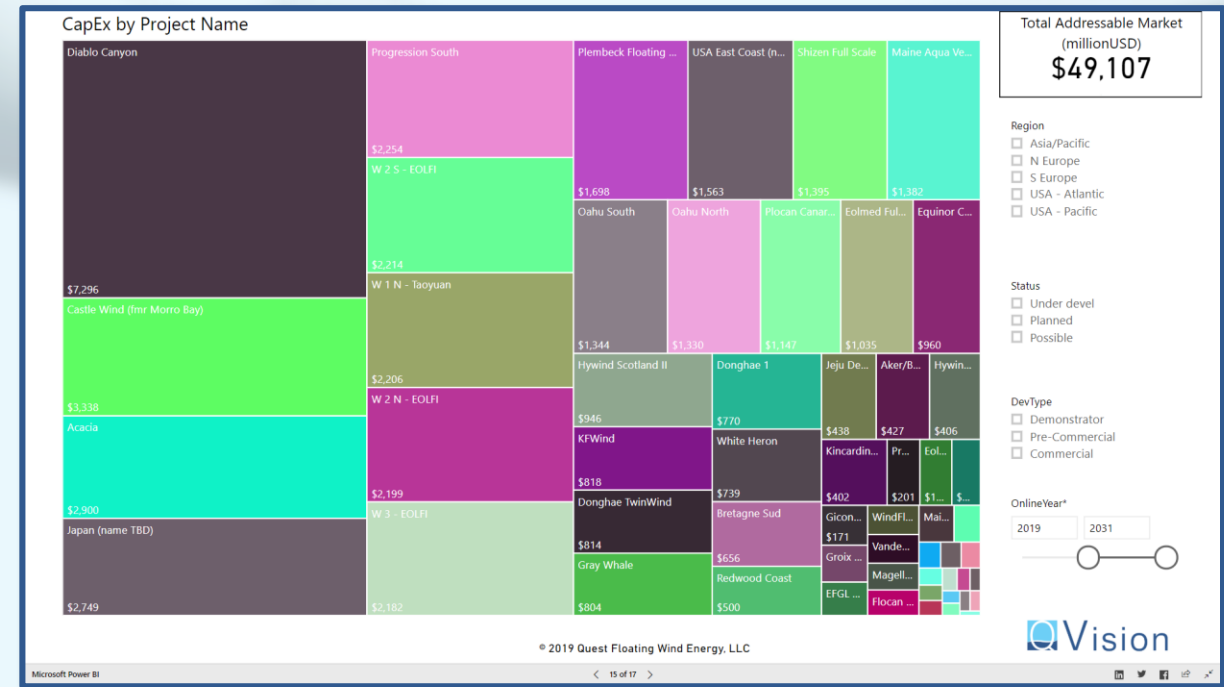 CapEx by Project Name
Diablo Canyon
$7,296
Castle Wind (fmr Morro Bay)
$3,338
Acacia
$2,900
Japan (name TBD)
$2,749
Progression South
$2,254
W 2 S - EOLFI
$2,214
W 1 N - Taoyuan
$2,206
W 2 N - EOLFI
$2,199
W 3 - EOLFI
$2,182
Plembeck Floating ...
$1,698
USA East Coast (n...
$1,563
Shizen Full Scale
$1,395
Maine Aqua Ve...
$1,382
Oahu South
$1,344
Oahu North
$1,330
Plocan Canar...
$1,147
Eolmed Ful...
$1,035
Equinor C...
$960
Hywind Scotland II
$946
KFWind
$818
Donghae TwinWind
$814
Gray Whale
$804
Donghae 1
$770
White Heron
$739
Bretagne Sud
$656
Redwood Coast
$500
Jeju De...
$438
Aker/B...
$427
Hywin...
$406
Kincardin...
$402
Pr...
$201
Eol...
$1...
$...
Gicon...
$171
Groix ...
EFGL ...
WindFl...
Vande...
Magell...
Flocan ...
Mai...
Total Addressable Market
(millionUSD)
$49,107
Region
Asia/Pacific
N Europe
S Europe
USA - Atlantic
USA - Pacific
Status
Under devel
Planned
Possible
DevType
Demonstrator
Pre-Commercial
Commercial
OnlineYear*
2019
2031
QVision
© 2019 Quest Floating Wind Energy, LLC
Microsoft Power BI
15 of 17